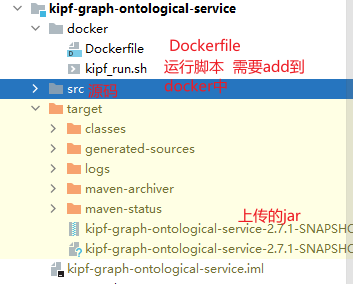 kipf-graph-ontological-service
docker
Dockerfile Dockerfile
kipf_run.sh 运行脚本 需要add到
docker中
src 源码
target
classes
generated-sources
logs
maven-archiver
maven-status
上传的jar
kipf-graph-ontological-service-2.7.1-SNAPSHO
kipf-graph-ontological-service-2.7.1-SNAPSHO
kipf-graph-ontological-service.iml